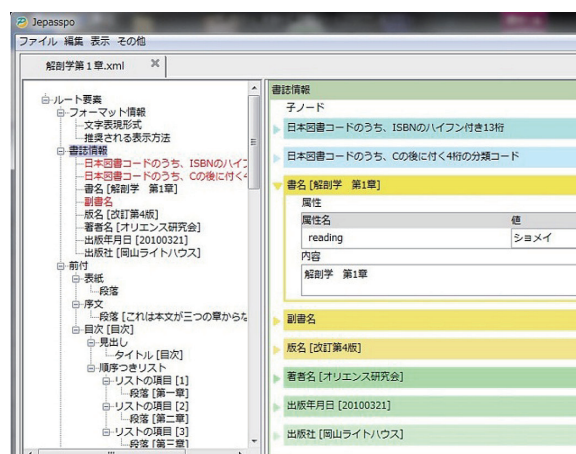 Jepasspo
ファイル 編集 表示 その他
解剖学第1章.xml
ルート要素
フォーマット情報
文字表現形式
推奨される表示方法
書誌情報
日本図書コードのうち、ISBNのハイフ
日本図書コードのうち、Cの後に付く4
書名 [解剖学 第1章]
副書名
版名 [改訂第4版]
著者名 [オリエンス研究会]
出版年月日 [20100321]
出版社 [岡山ライトハウス]
前付
表紙
段落
序文
段落 [これは本文が三つの章からな
目次 [目次]
見出し
タイトル [目次]
順序つきリスト
リストの項目 [1]
段落 [第一章]
リストの項目 [2]
段落 [第二章]
リストの項目 [3]
段落 [第三章]
書誌情報
子ノード
日本図書コードのうち、ISBNのハイフン付き13桁
日本図書コードのうち、Cの後に付く4桁の分類コード
書名 [解剖学 第1章]
属性
属性名 値
reading ショメイ
内容
解剖学 第1章
副書名
版名 [改訂第4版]
著者名 [オリエンス研究会]
出版年月日 [20100321]
出版社 [岡山ライトハウス]